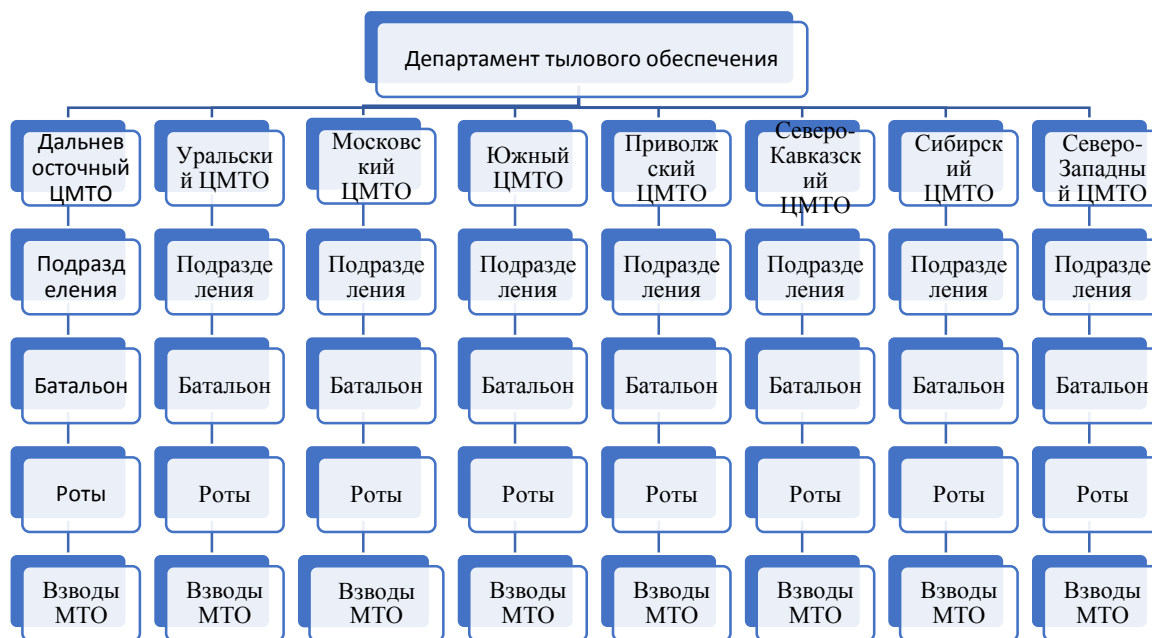 Департамент тылового обеспечения
Дальнев
осточный
ЦМТО
Уральски
й ЦМТО
Московс
кий
ЦМТО
Южный
ЦМТО
Приволж
ский
ЦМТО
Северо-
Кавказск
ий
ЦМТО
Сибирск
ий
ЦМТО
Северо-
Западны
й ЦМТО
Подразд
еления
Подразде
ления
Подразде
ления
Подразде
ления
Подразде
ления
Подразде
ления
Подразде
ления
Подразде
ления
Батальон
Батальон
Батальон
Батальон
Батальон
Батальон
Батальон
Батальон
Роты
Роты
Роты
Роты
Роты
Роты
Роты
Роты
Взводы
МТО
Взводы
МТО
Взводы
МТО
Взводы
МТО
Взводы
МТО
Взводы
МТО
Взводы
МТО
Взводы
МТО